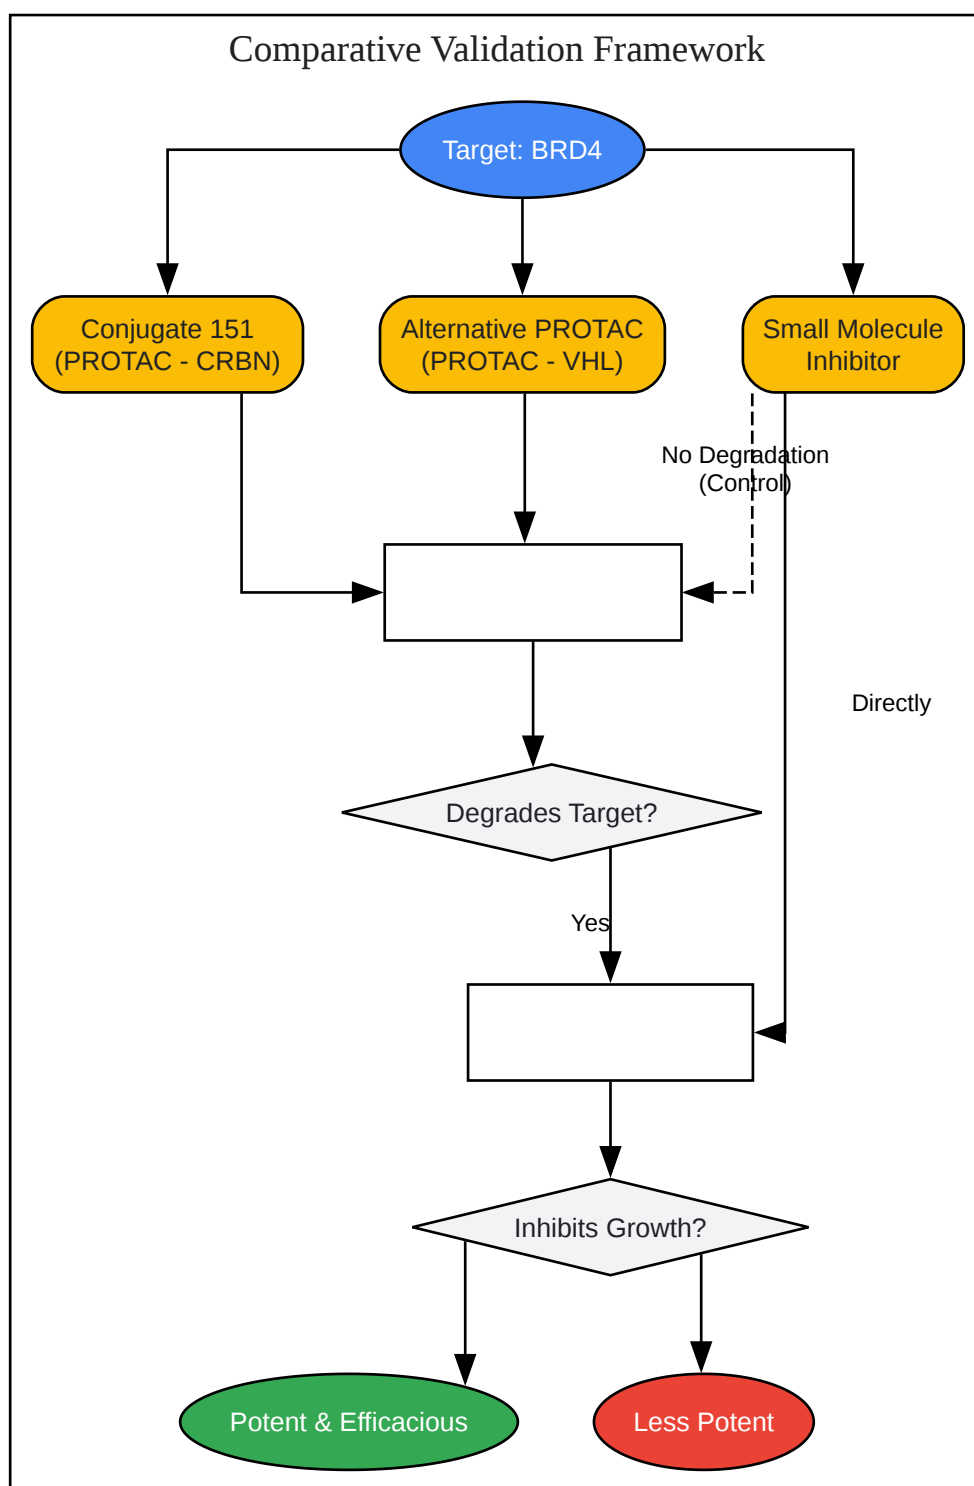 Comparative Validation Framework
Target: BRD4
Conjugate 151
(PROTAC - CRBN)
Alternative PROTAC
(PROTAC - VHL)
Small Molecule
Inhibitor
No Degradation
(Control)
Directly
Degrades Target?
Yes
Inhibits Growth?
Potent & Efficacious
Less Potent